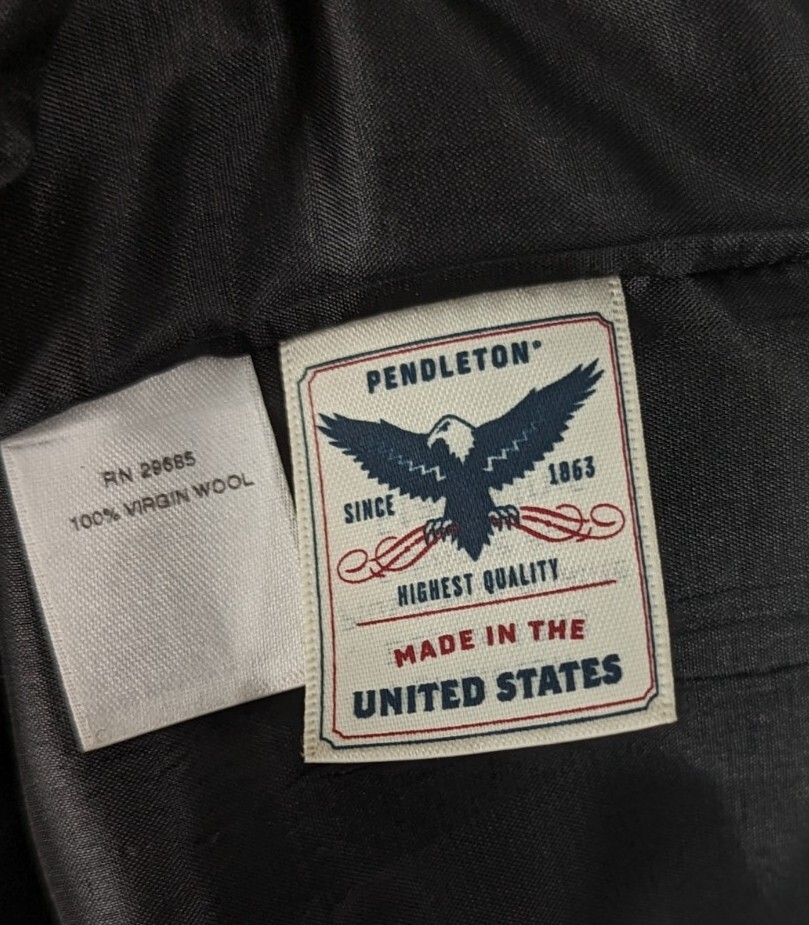 RN 29685
100% VIRGIN WOOL
PENDLETON®
SINCE 1863
HIGHEST QUALITY
MADE IN THE
UNITED STATES